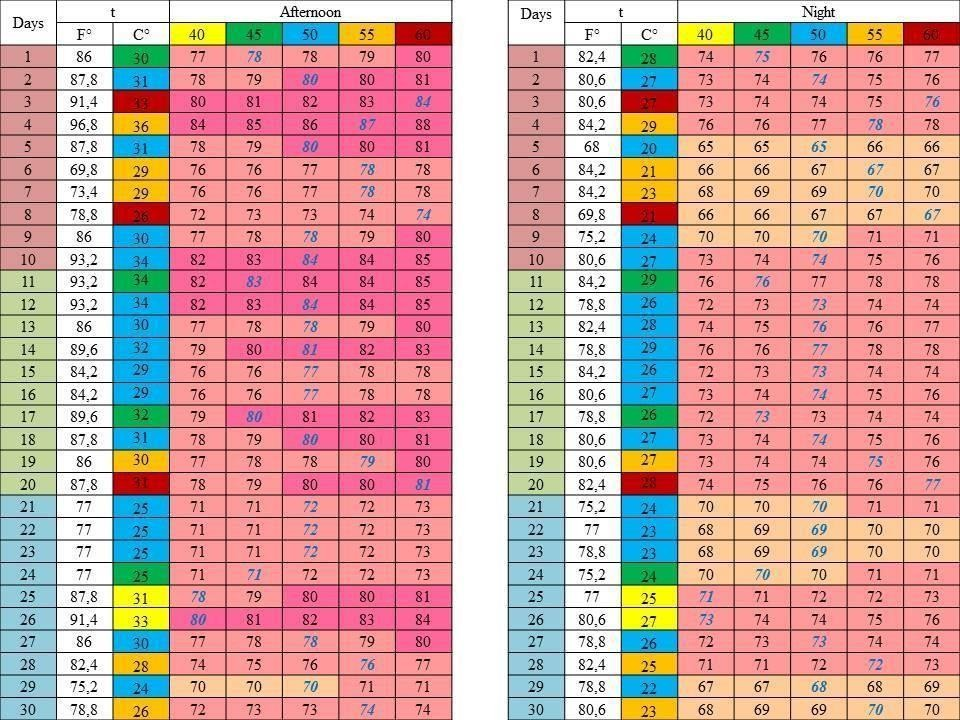 Days t Afternoon Days t Night
F° C° 40 45 50 55 60 F° C° 40 45 50 55 60
1 86 30 77 78 78 79 80 1 82,4 28 74 75 76 76 77
2 87,8 31 78 79 80 80 81 2 80,6 27 73 74 74 75 76
3 91,4 33 80 81 82 83 84 3 80,6 27 73 74 74 75 76
4 96,8 36 84 85 86 87 88 4 84,2 29 76 76 77 78 78
5 87,8 31 78 79 80 80 81 5 68 20 65 65 65 66 66
6 69,8 29 76 76 77 78 78 6 84,2 21 66 66 67 67 67
7 73,4 29 76 76 77 78 78 7 84,2 23 68 69 69 70 70
8 78,8 26 72 73 73 74 74 8 69,8 21 66 66 67 67 67
9 86 30 77 78 78 79 80 9 75,2 24 70 70 70 71 71
10 93,2 34 82 83 84 84 85 10 80,6 27 73 74 74 75 76
11 93,2 34 82 83 84 84 85 11 84,2 29 76 76 77 78 78
12 93,2 34 82 83 84 84 85 12 78,8 26 72 73 73 74 74
13 86 30 77 78 78 79 80 13 82,4 28 74 75 76 76 77
14 89,6 32 79 80 81 82 83 14 78,8 29 76 76 77 78 78
15 84,2 29 76 76 77 78 78 15 84,2 26 72 73 73 74 74
16 84,2 29 76 76 77 78 78 16 80,6 27 73 74 74 75 76
17 89,6 32 79 80 81 82 83 17 78,8 26 72 73 73 74 74
18 87,8 31 78 79 80 80 81 18 80,6 27 73 74 74 75 76
19 86 30 77 78 78 79 80 19 80,6 27 73 74 74 75 76
20 87,8 31 78 79 80 80 81 20 82,4 28 74 75 76 76 77
21 77 25 71 71 72 72 73 21 75,2 24 70 70 70 71 71
22 77 25 71 71 72 72 73 22 77 23 68 69 69 70 70
23 77 25 71 71 72 72 73 23 78,8 23 68 69 69 70 70
24 77 25 71 71 72 72 73 24 75,2 24 70 70 70 71 71
25 87,8 31 78 79 80 80 81 25 77 25 71 71 72 72 73
26 91,4 33 80 81 82 83 84 26 80,6 27 73 74 74 75 76
27 86 30 77 78 78 79 80 27 78,8 26 72 73 73 74 74
28 82,4 28 74 75 76 76 77 28 82,4 25 71 71 72 72 73
29 75,2 24 70 70 70 71 71 29 78,8 22 67 67 68 68 69
30 78,8 26 72 73 73 74 74 30 80,6 23 68 69 69 70 70